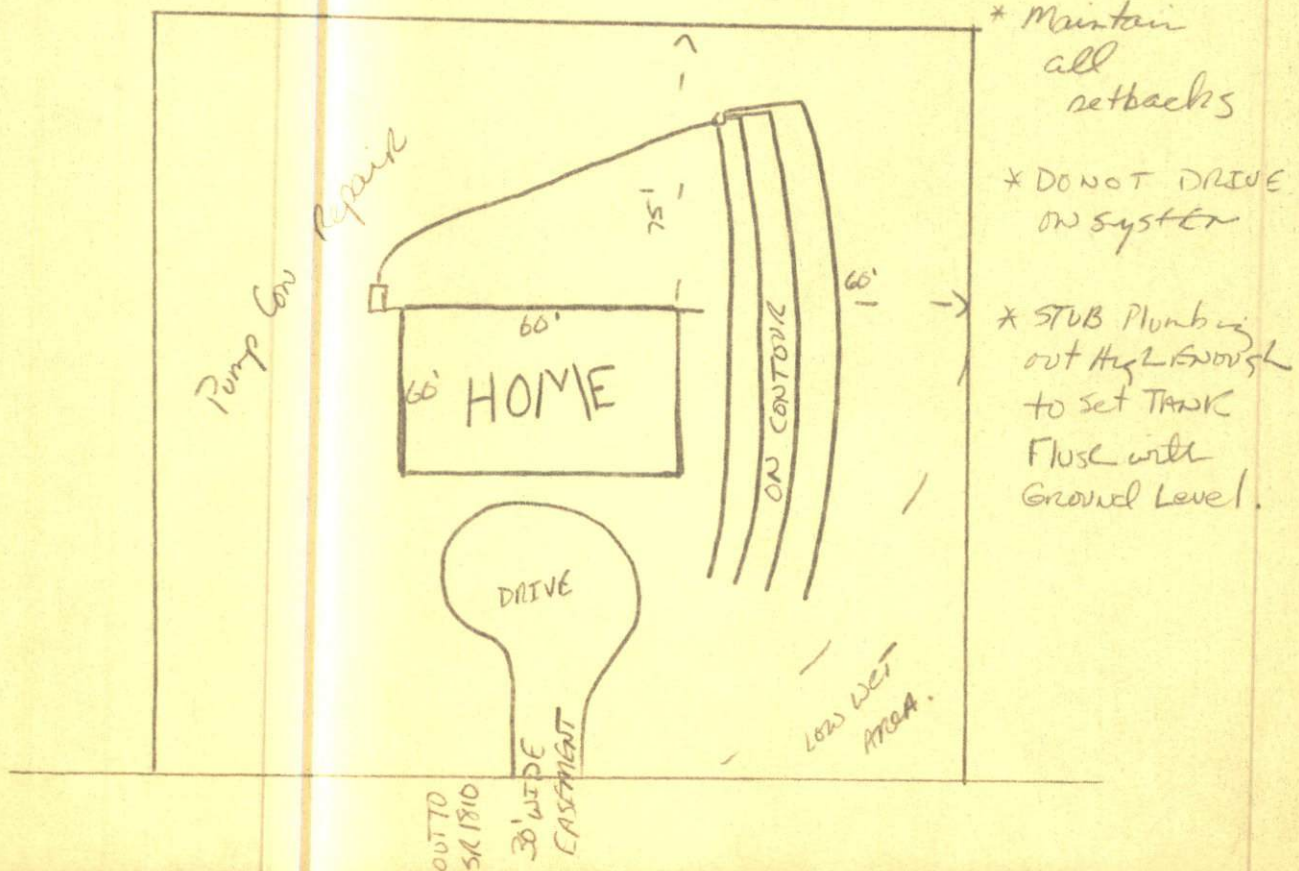 * Maintain
all
setbacks
* DO NOT DRIVE
ON SYSTEM
* STUB Plumbing
out High ENOUGH
to set TANK
Flush with
Ground Level.
Repair
Pump Con
75'
60'
60'
HOME
ON CONTOUR
60'
DRIVE
LOW WET
AREA.
OUT TO
SR 1810
30' WIDE
EASEMENT